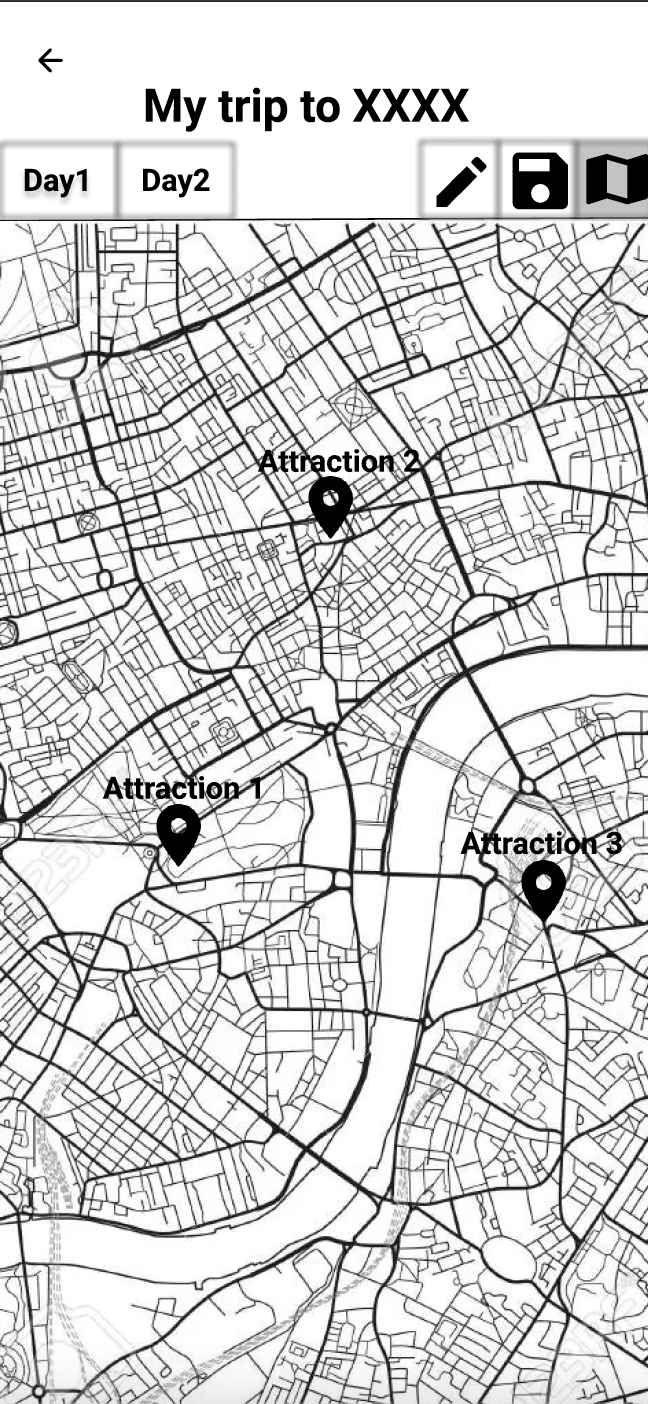 My trip to XXXX
Day1
Day2
Attraction 2
Attraction 1
Attraction 3